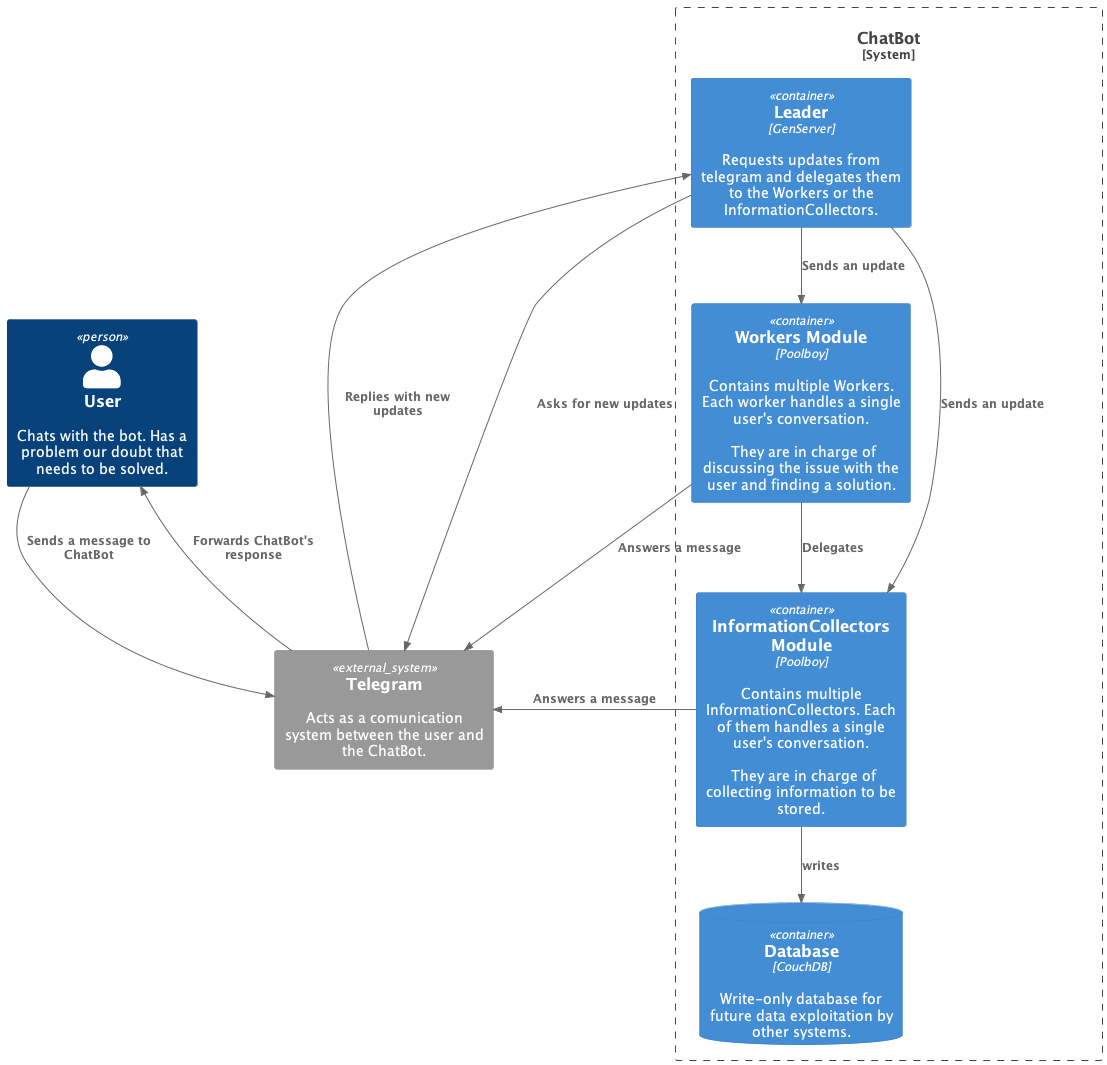 ChatBot
[System]
«container»
Leader
[GenServer]
Requests updates from
telegram and delegates them
to the Workers or the
InformationCollectors.
Sends an update
«container»
Workers Module
[Poolboy]
Contains multiple Workers.
Each worker handles a single
user's conversation.
They are in charge of
discussing the issue with the
user and finding a solution.
«person»
User
Chats with the bot. Has a
problem our doubt that
needs to be solved.
Replies with new
updates
Asks for new updates
Sends an update
Sends a message to
ChatBot
Forwards ChatBot's
response
Answers a message
Delegates
«container»
InformationCollectors
Module
[Poolboy]
Contains multiple
InformationCollectors. Each
of them handles a single
user's conversation.
They are in charge of
collecting information to be
stored.
«external_system»
Telegram
Acts as a comunication
system between the user and
the ChatBot.
Answers a message
writes
«container»
Database
[CouchDB]
Write-only database for
future data exploitation by
other systems.